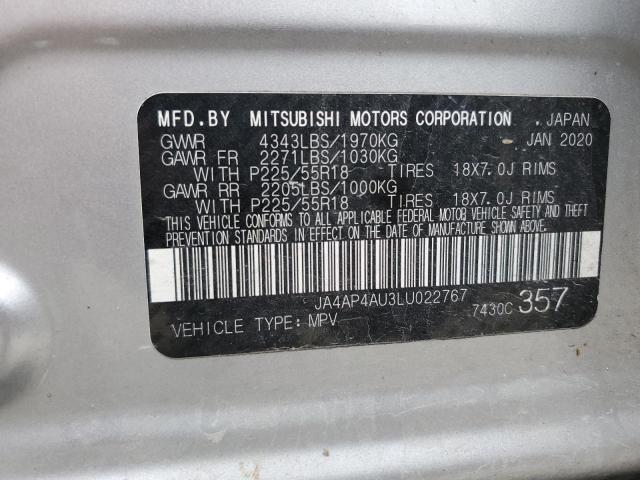 MFD.BY MITSUBISHI MOTORS CORPORATION, JAPAN
GVWR 4343LBS/1970KG JAN 2020
GAWR FR 2271LBS/1030KG
WITH P225/55R18 TIRES 18X7.0J RIMS
GAWR RR 2205LBS/1000KG
WITH P225/55R18 TIRES 18X7.0J RIMS
THIS VEHICLE CONFORMS TO ALL APPLICABLE FEDERAL MOTOR VEHICLE SAFETY AND THEFT
PREVENTION STANDARDS IN EFFECT ON THE DATE OF MANUFACTURE SHOWN ABOVE.
JA4AP4AU3LU022767
VEHICLE TYPE: MPV 7430C 357